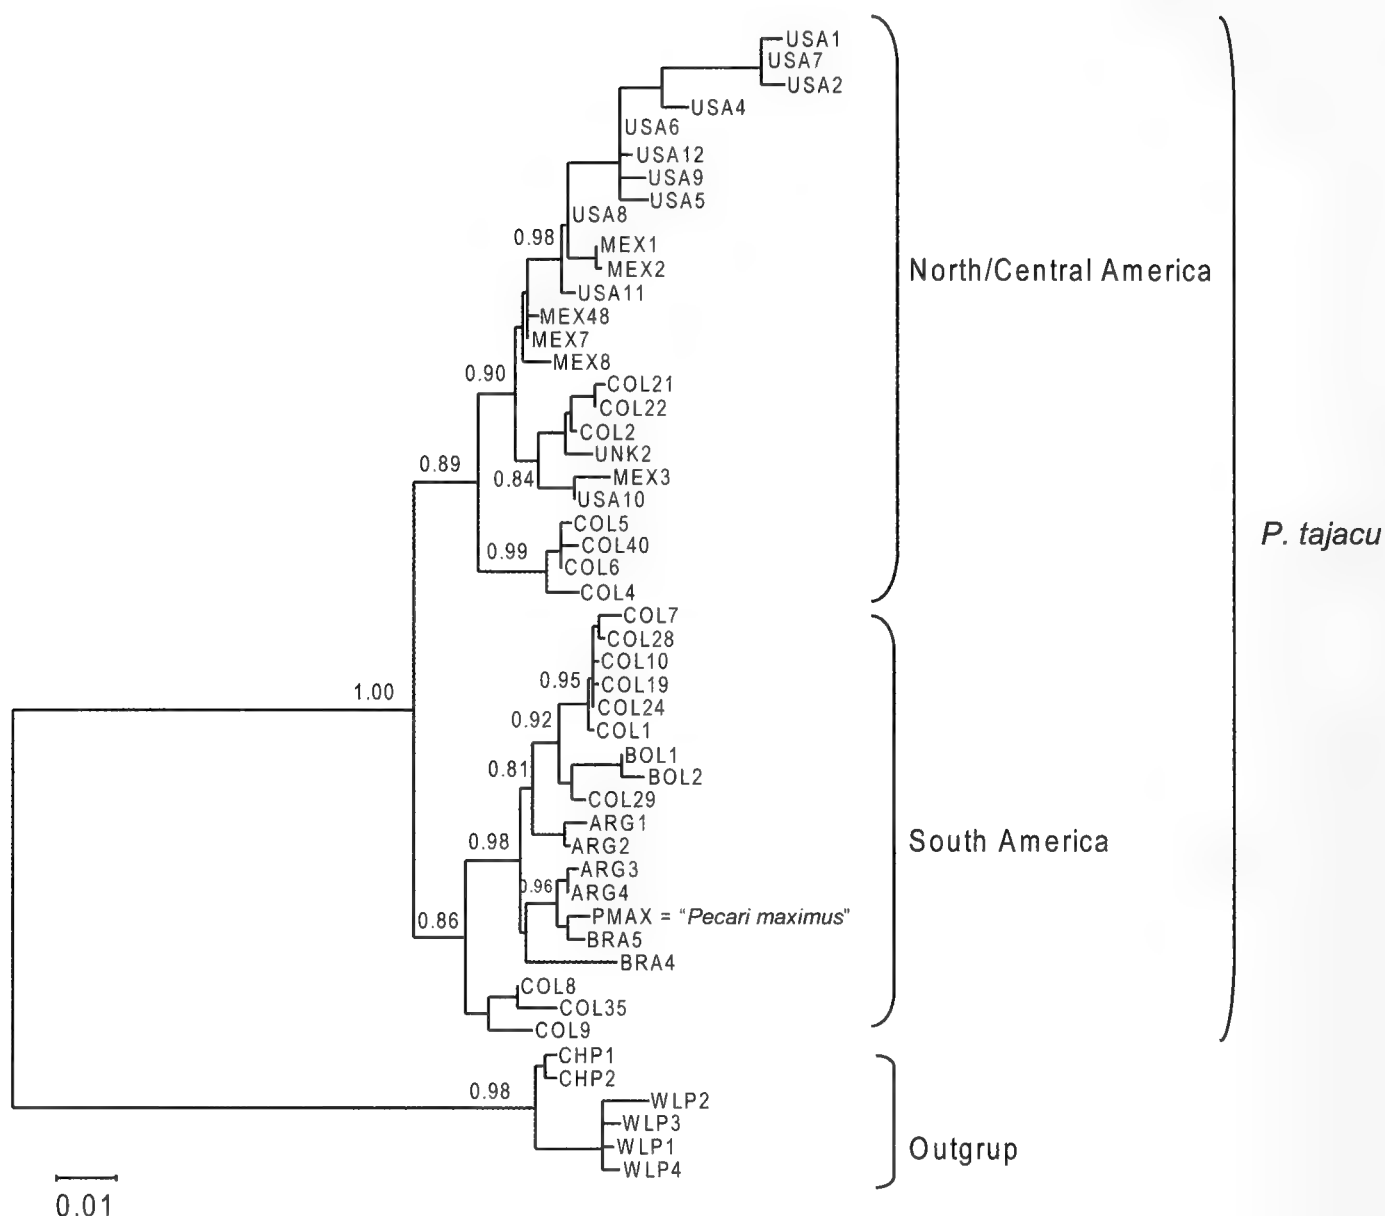 USA1
USA7
USA2
USA4
USA6
USA12
USA9
USA5
USA8
0.98
MEX1
MEX2
North/Central America
USA11
MEX48
MEX7
MEX8
0.90
COL21
COL22
COL2
UNK2
0.89
0.84
MEX3
USA10
COL5
P. tajacu
COL40
0.99
COL6
COL4
COL7
COL28
COL10
0.95
COL19
1.00
COL24
0.92
COL1
BOL1
0.81
BOL2
COL29
ARG1
0.98
South America
ARG2
ARG3
0.96
ARG4
0.86
PMAX = "Pecari maximus"
BRA5
BRA4
COL8
COL35
COL9
CHP1
CHP2
0.98
WLP2
WLP3
WLP1
Outgrup
WLP4
0.01